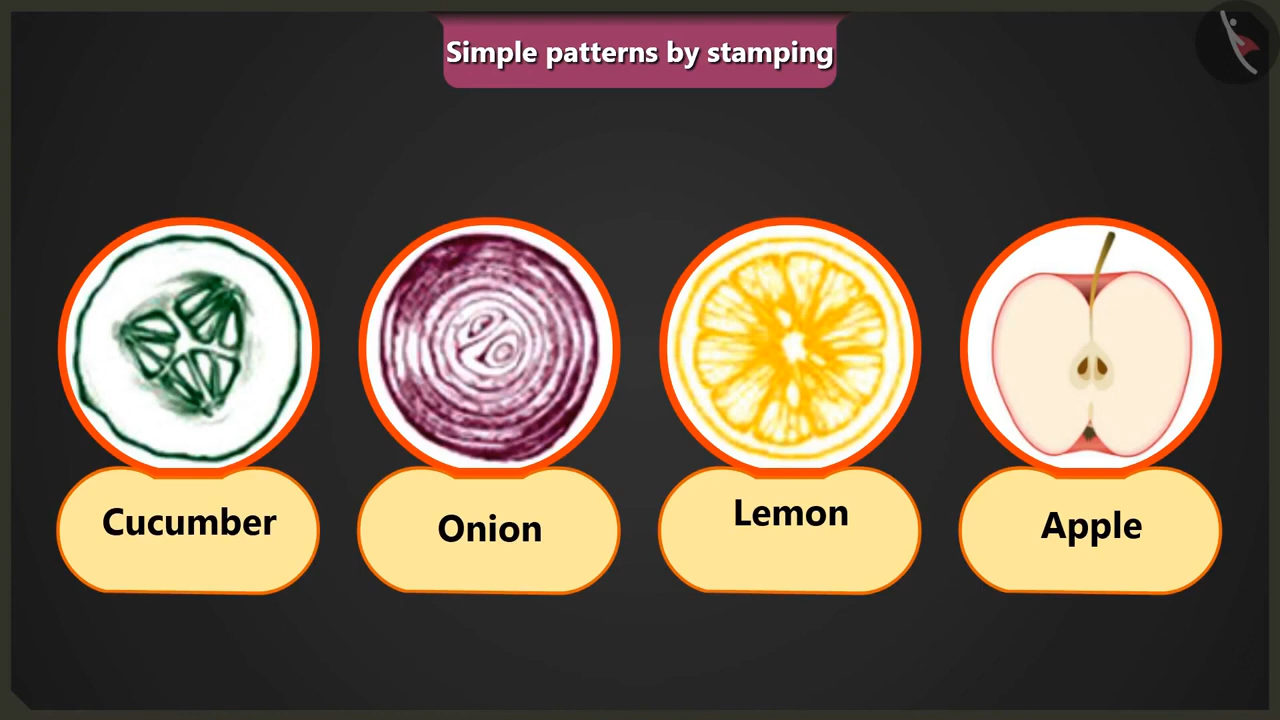 Simple patterns by stamping
Cucumber
Onion
Lemon
Apple